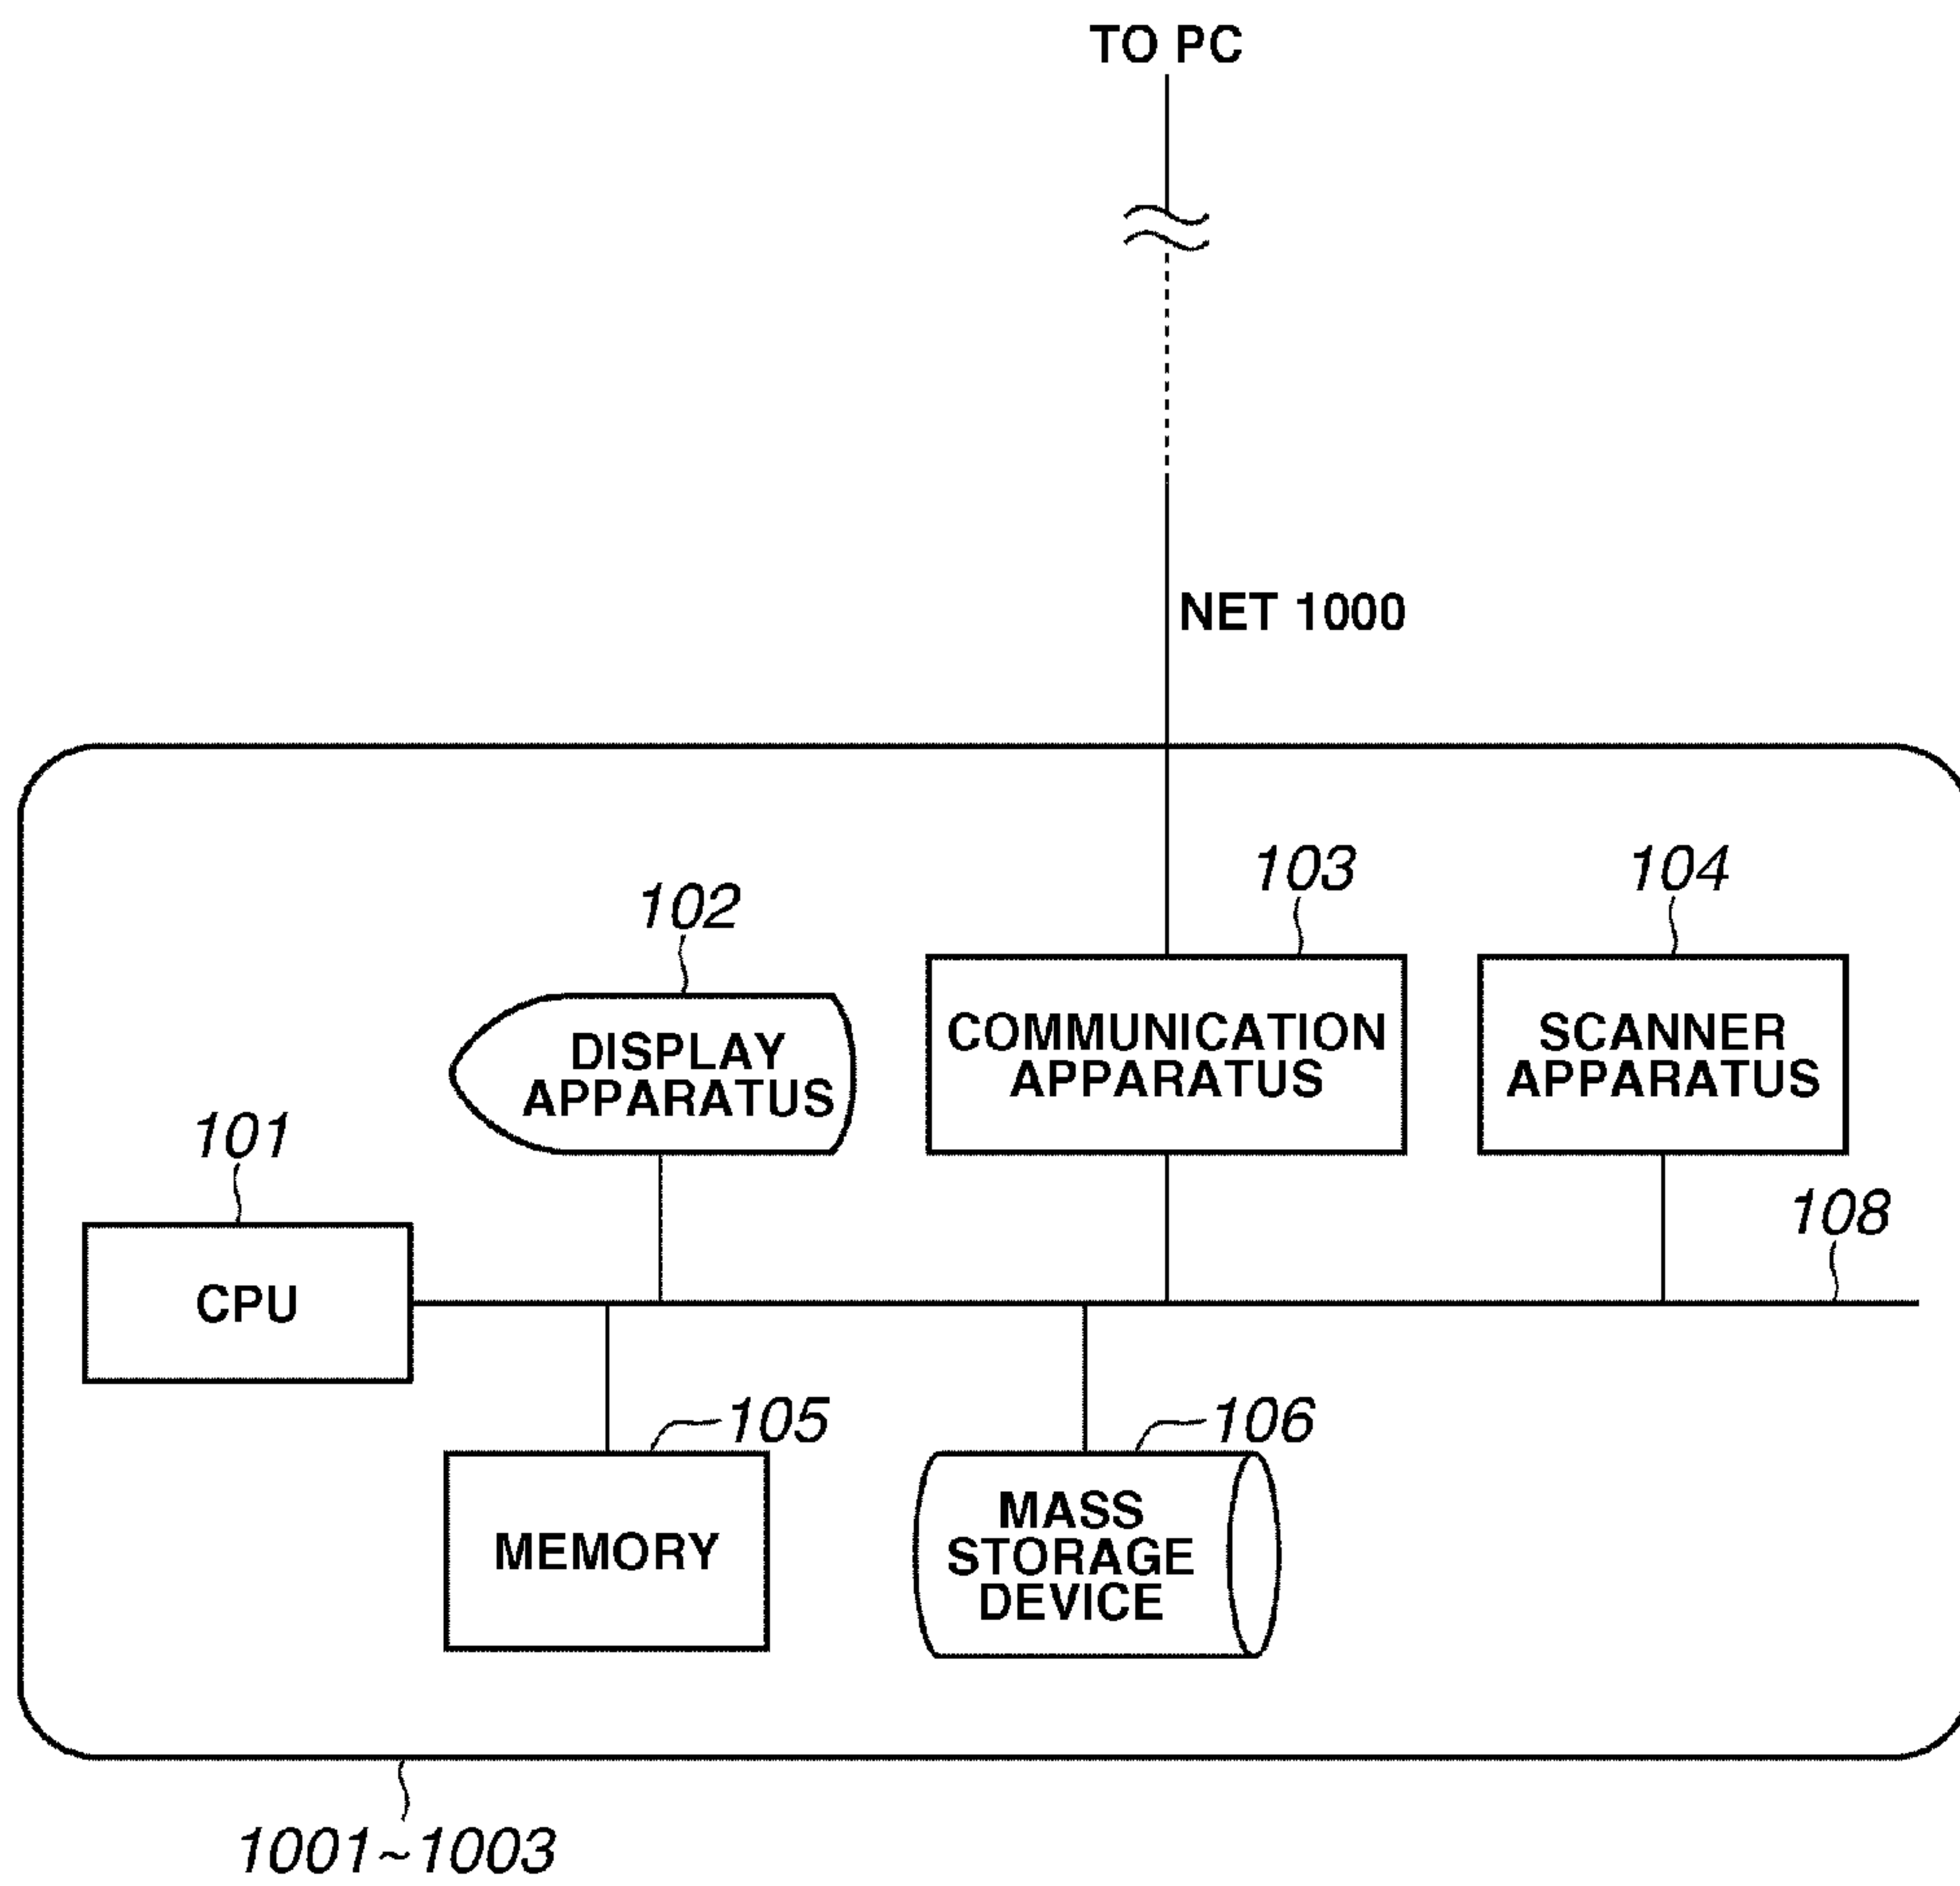 TO PC
NET 1000
103
104
102
COMMUNICATION
APPARATUS
SCANNER
APPARATUS
DISPLAY
APPARATUS
101
108
CPU
105
106
MASS
STORAGE
DEVICE
MEMORY
1001~1003